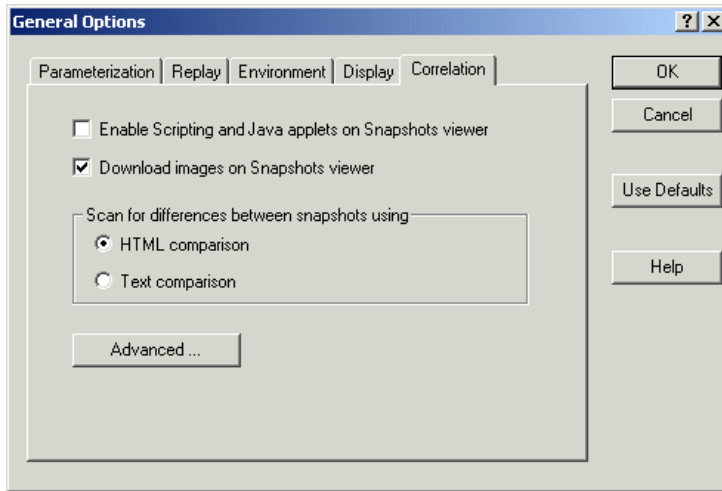 General Options
?
Parameterization
Replay
Environment
Display
Correlation
OK
Cancel
Use Defaults
Help
Enable Scripting and Java applets on Snapshots viewer
Download images on Snapshots viewer
Scan for differences between snapshots using
HTML comparison
Text comparison
Advanced ...